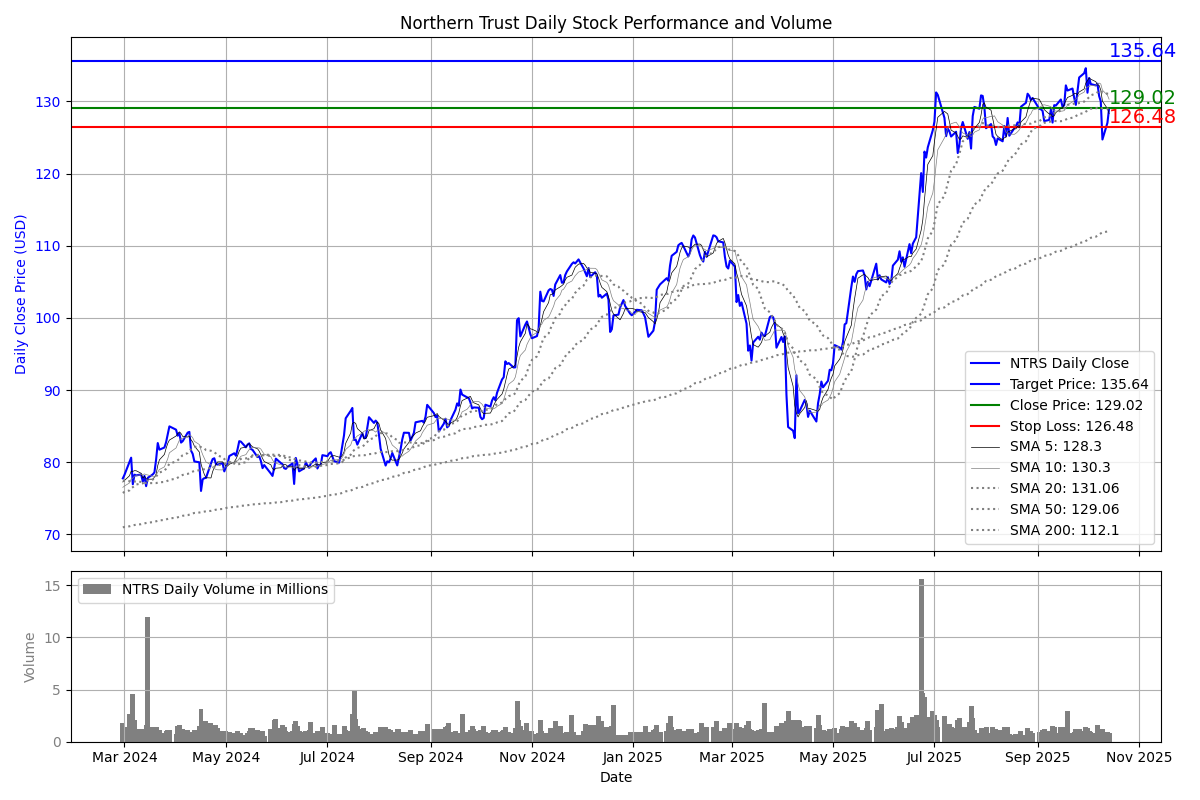 Northern Trust Daily Stock Performance and Volume
135.64
129.02
126.48
130
120
110
100
90
80
70
Daily Close Price (USD)
NTRS Daily Close
Target Price: 135.64
Close Price: 129.02
Stop Loss: 126.48
SMA 5: 128.3
SMA 10: 130.3
SMA 20: 131.06
SMA 50: 129.06
SMA 200: 112.1
NTRS Daily Volume in Millions
15
10
5
0
Volume
Mar 2024
May 2024
Jul 2024
Sep 2024
Nov 2024
Jan 2025
Mar 2025
May 2025
Jul 2025
Sep 2025
Nov 2025
Date